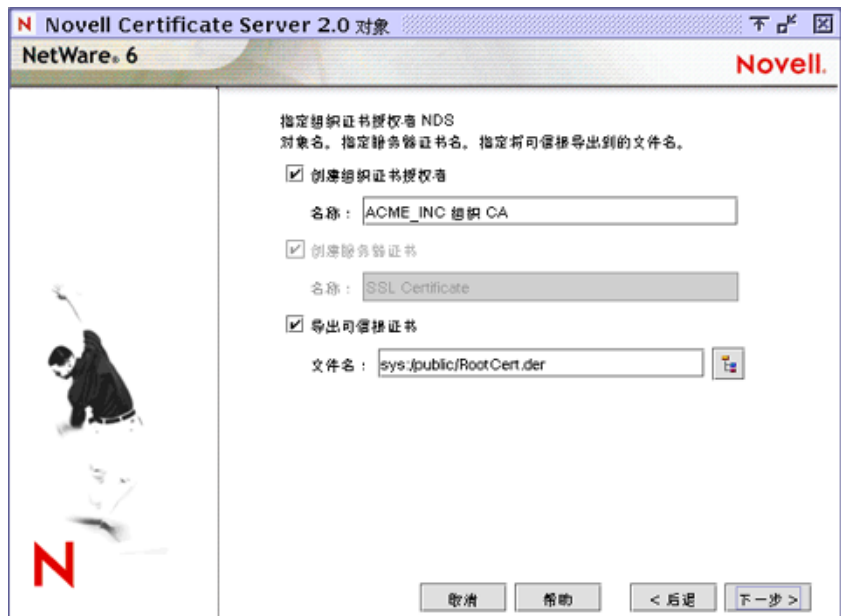 N Novell Certificate Server 2.0 对象
NetWare® 6
Novell.
指定组织证书授权者 NDS
对象名。指定服务器证书名。指定将可信根导出到的文件名。
创建组织证书授权者
名称： ACME_INC 组织 CA
创建服务器证书
名称： SSL Certificate
导出可信根证书
文件名： sys:/public/RootCert.der
N
取消 帮助 < 后退 下一步 >